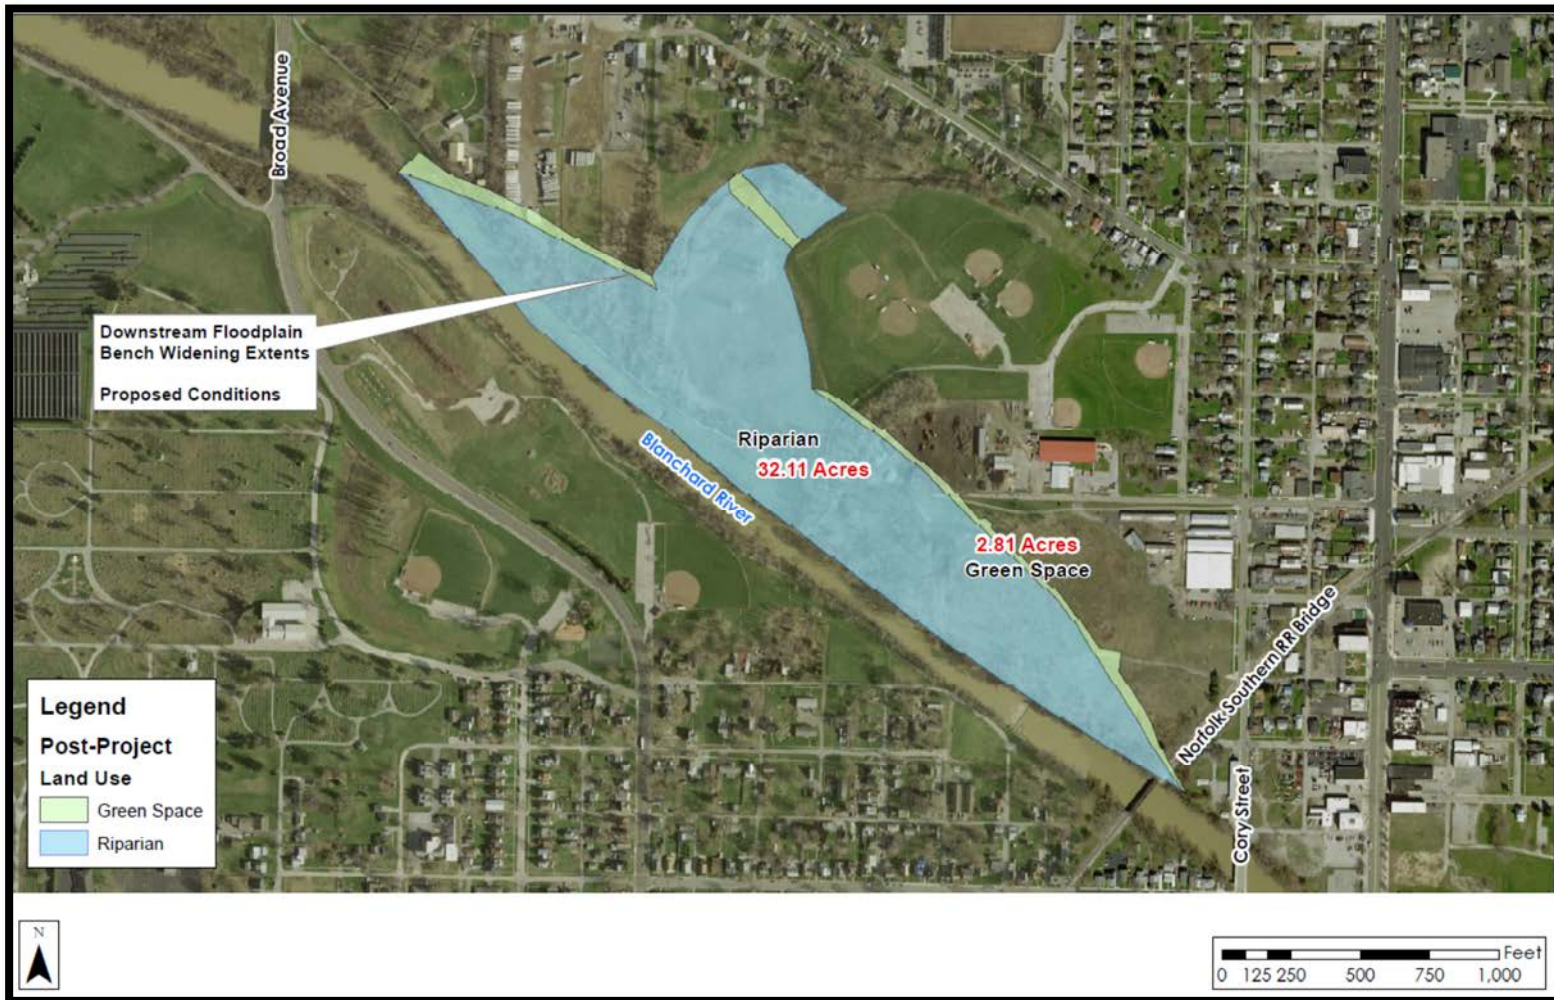 Broad Avenue
Downstream Floodplain
Bench Widening Extents
Proposed Conditions
Blanchard River
Riparian
32.11 Acres
2.81 Acres
Green Space
Norfolk Southern RR Bridge
Cory Street
Legend
Post-Project
Land Use
Green Space
Riparian
N
Feet
0 125 250 500 750 1,000